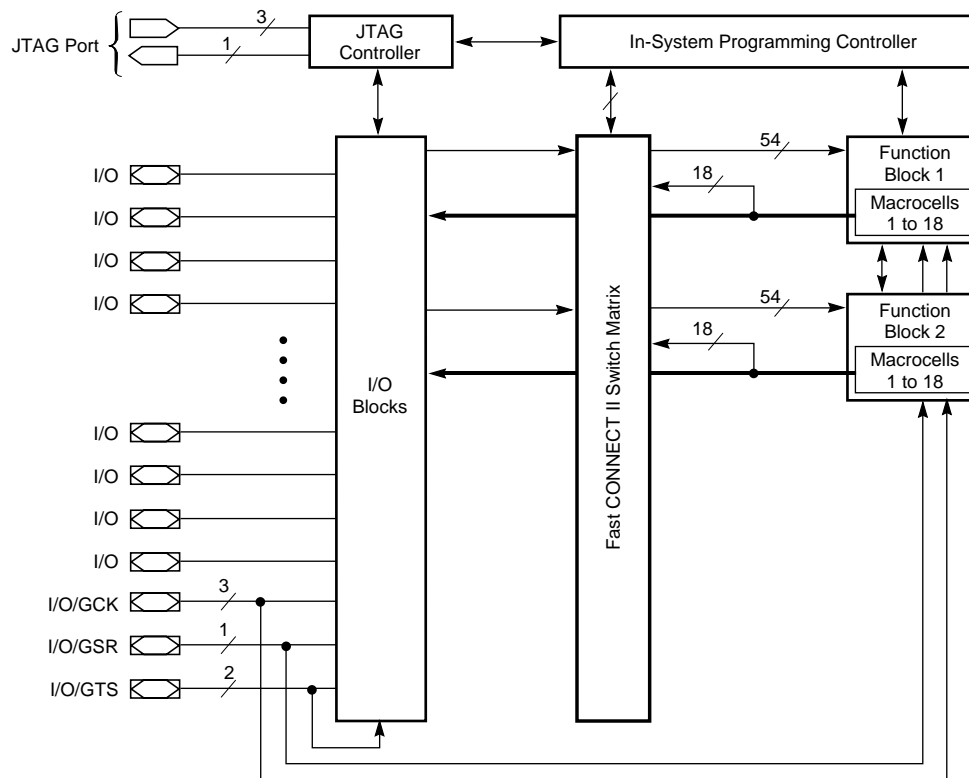 JTAG Port
3
1
JTAG
Controller
In-System Programming Controller
I/O
I/O
I/O
I/O
I/O
I/O
I/O
I/O
I/O/GCK
3
I/O/GSR
1
I/O/GTS
2
I/O
Blocks
Fast CONNECT II Switch Matrix
54
18
Function
Block 1
Macrocells
1 to 18
54
18
Function
Block 2
Macrocells
1 to 18